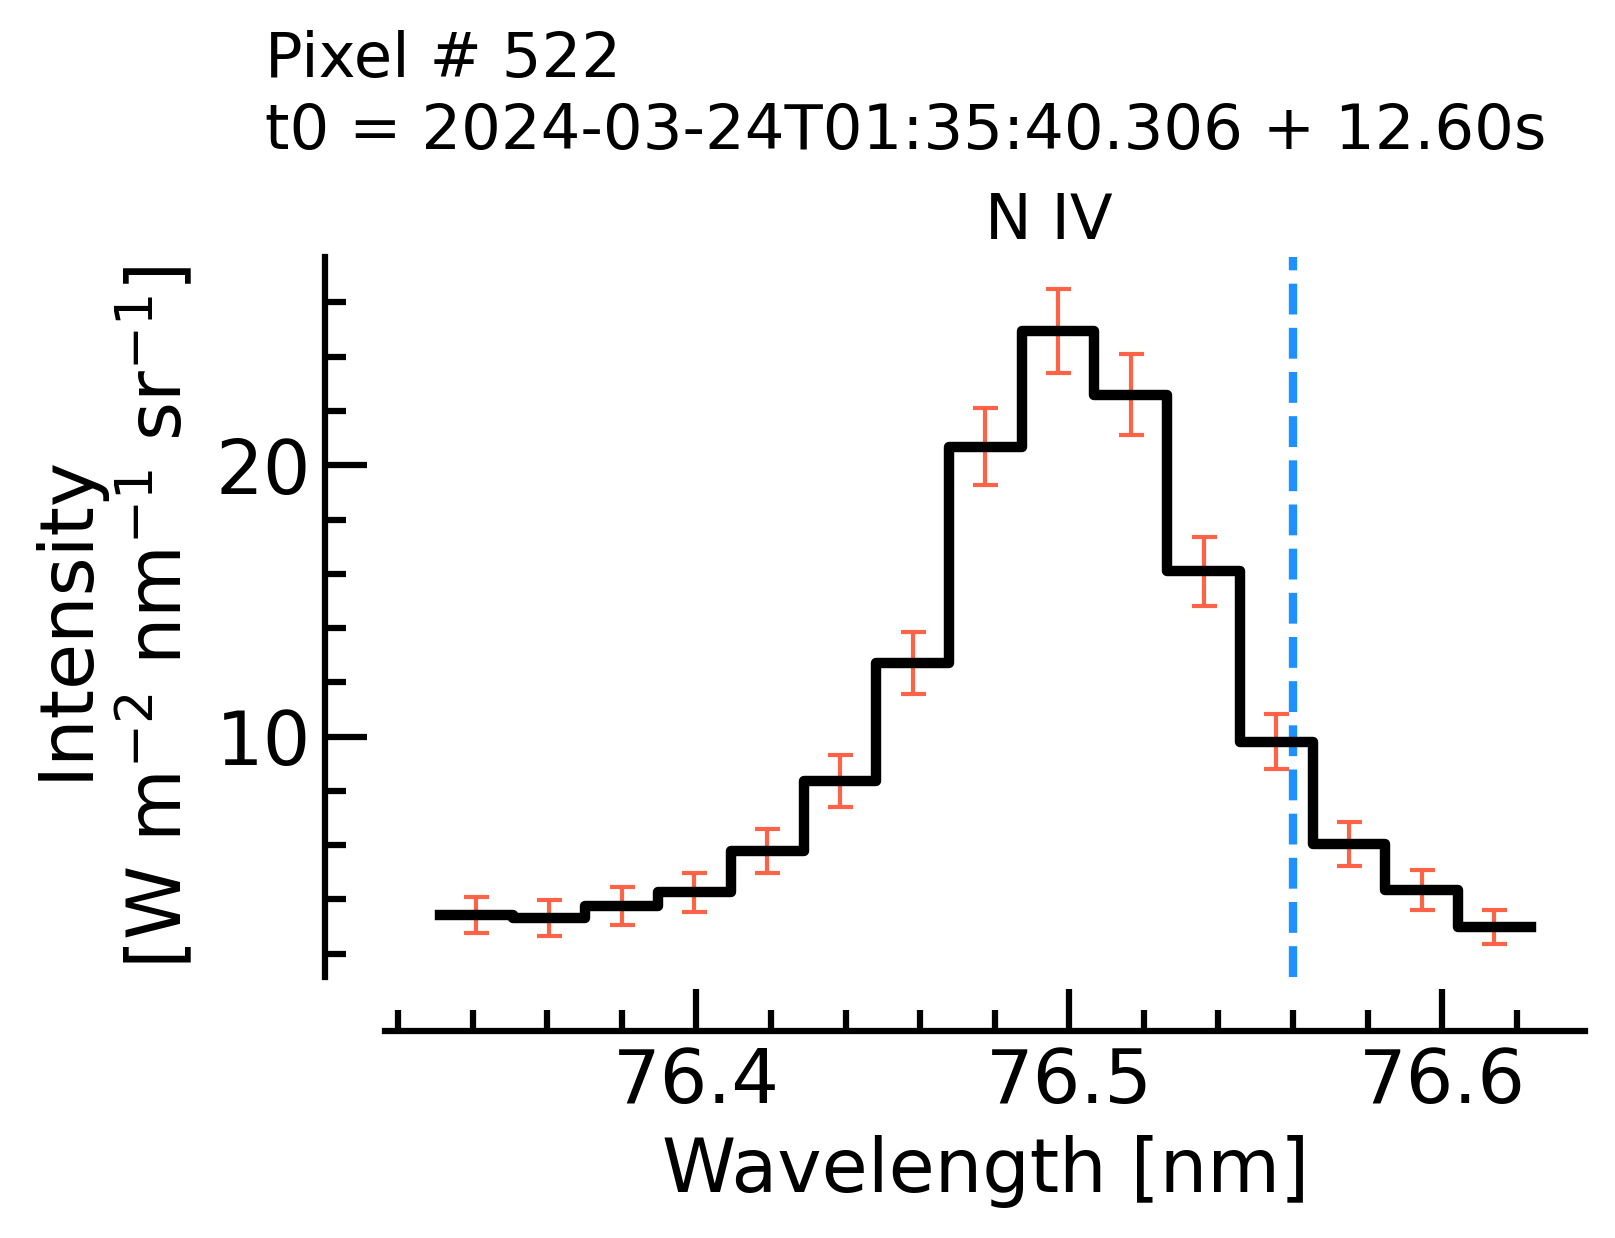 Pixel # 522
t0 = 2024-03-24T01:35:40.306 + 12.60s
N IV
Intensity
[W m⁻² nm⁻¹ sr⁻¹]
20
10
76.4 76.5 76.6
Wavelength [nm]